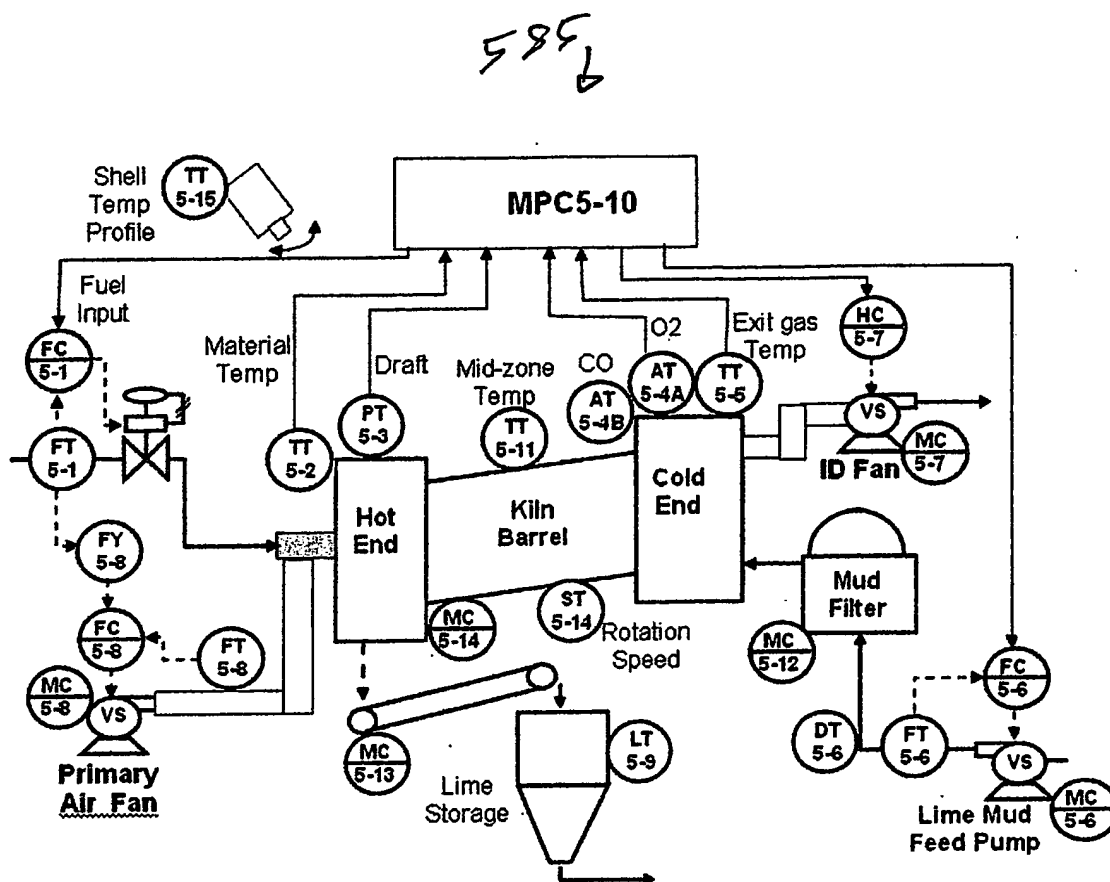 585
MPC5-10
Shell
Temp
Profile
TT
5-15
Fuel
Input
FC
5-1
FT
5-1
FY
5-8
FC
5-8
FT
5-8
MC
5-8
VS
Primary
Air Fan
Material
Temp
TT
5-2
Draft
PT
5-3
Mid-zone
Temp
TT
5-11
CO
AT
5-4B
O2
AT
5-4A
Exit gas
Temp
TT
5-5
HC
5-7
VS
MC
5-7
ID Fan
Hot
End
Kiln
Barrel
Cold
End
MC
5-14
ST
5-14
Rotation
Speed
Mud
Filter
MC
5-12
MC
5-13
Lime
Storage
LT
5-9
DT
5-6
FT
5-6
FC
5-6
VS
MC
5-6
Lime Mud
Feed Pump